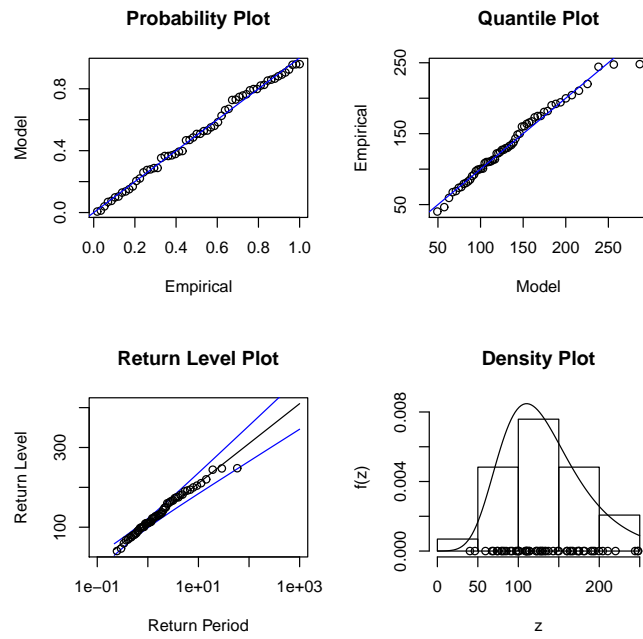 Probability Plot
Model
0.0 0.4 0.8
0.0 0.2 0.4 0.6 0.8 1.0
Empirical
Quantile Plot
Empirical
50 150 250
50 100 150 200 250
Model
Return Level Plot
Return Level
100 300
1e−01 1e+01 1e+03
Return Period
Density Plot
f(z)
0.000 0.004 0.008
0 50 100 200
z